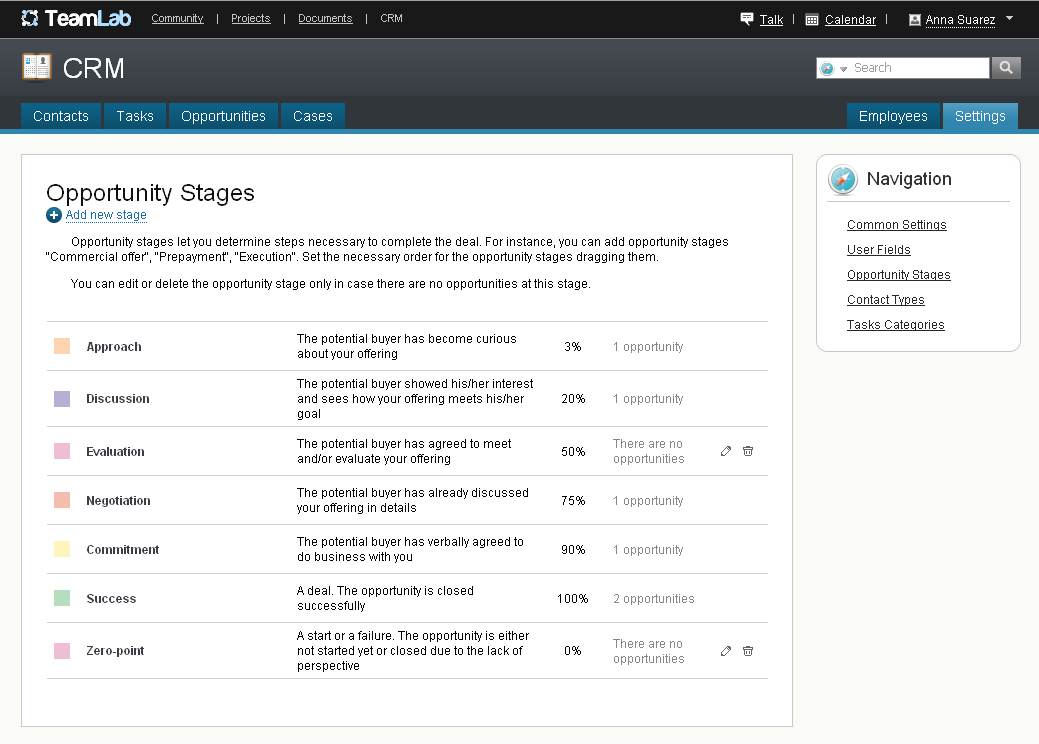 TeamLab Community | Projects | Documents | CRM Talk | Calendar | Anna Suarez
CRM
Search
Contacts Tasks Opportunities Cases Employees Settings
Opportunity Stages
Add new stage
Opportunity stages let you determine steps necessary to complete the deal. For instance, you can add opportunity stages
"Commercial offer", "Prepayment", "Execution". Set the necessary order for the opportunity stages dragging them.
You can edit or delete the opportunity stage only in case there are no opportunities at this stage.
Approach
The potential buyer has become curious
about your offering
3%
1 opportunity
Discussion
The potential buyer showed his/her interest
and sees how your offering meets his/her
goal
20%
1 opportunity
Evaluation
The potential buyer has agreed to meet
and/or evaluate your offering
50%
There are no
opportunities
Negotiation
The potential buyer has already discussed
your offering in details
75%
1 opportunity
Commitment
The potential buyer has verbally agreed to
do business with you
90%
1 opportunity
Success
A deal. The opportunity is closed
successfully
100%
2 opportunities
Zero-point
A start or a failure. The opportunity is either
not started yet or closed due to the lack of
perspective
0%
There are no
opportunities
Navigation
Common Settings
User Fields
Opportunity Stages
Contact Types
Tasks Categories